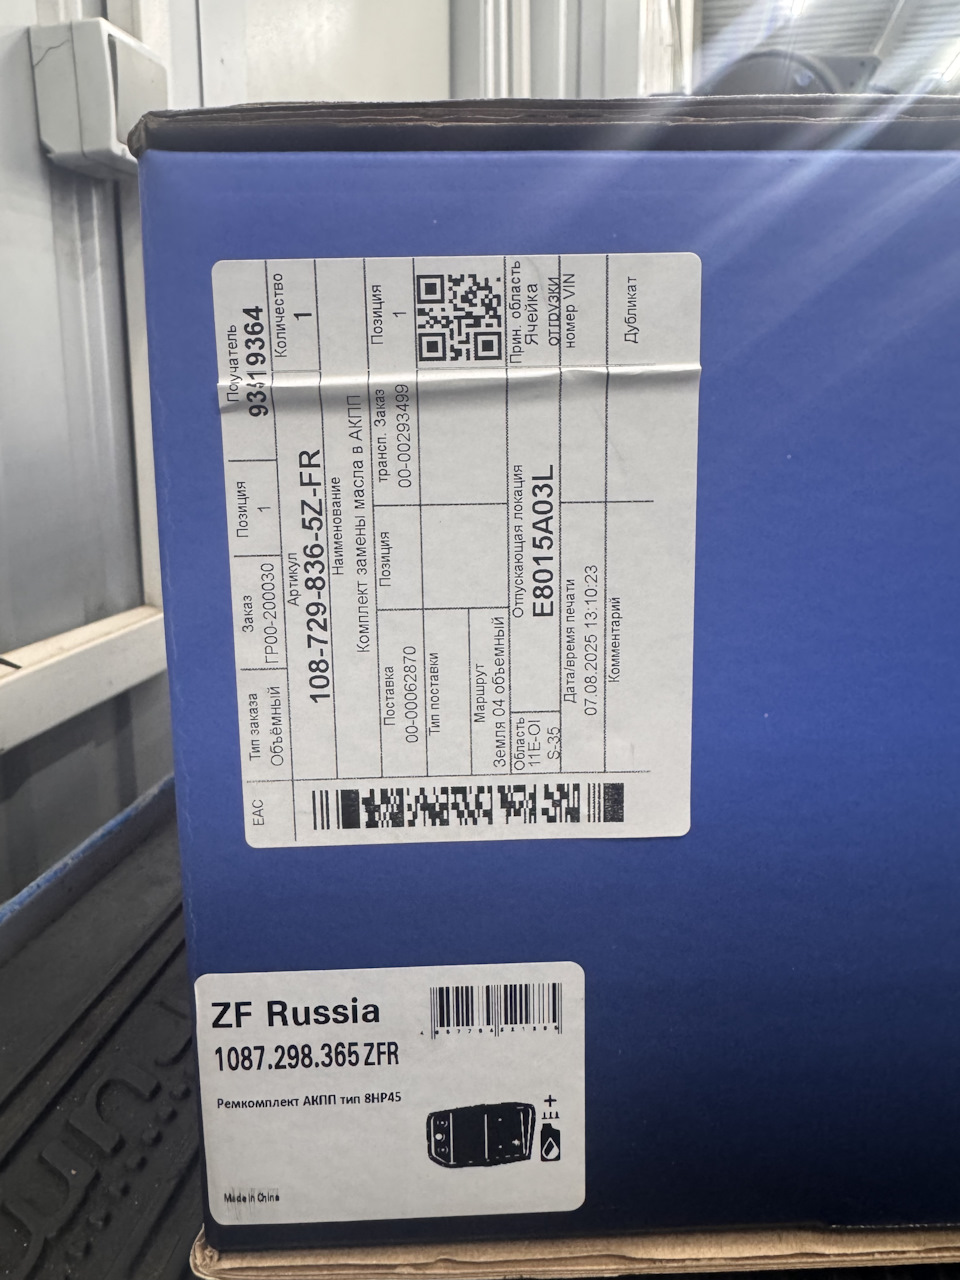 Получатель
Заказ
Позиция
Тип заказа
Объёмный
ГР00-200030
1
Артикул
Количество
108-729-836-5Z-FR
1
Наименование
Комплект замены масла в АКПП
Поставка
Позиция
трансп. Заказ
Позиция
00-00062870
00-00293499
1
Тип поставки
Маршрут
Земля 04 объемный
Область
11E-OI
S-35
Отпускающая локация
E8015A03L
Прин. область
Ячейка
отгрузки
номер VIN
Дата/время печати
07.08.2025 13:10:23
Комментарий
Дубликат
EAC
ZF Russia
1087.298.365 ZFR
Ремкомплект АКПП тип 8HP45
Made in China